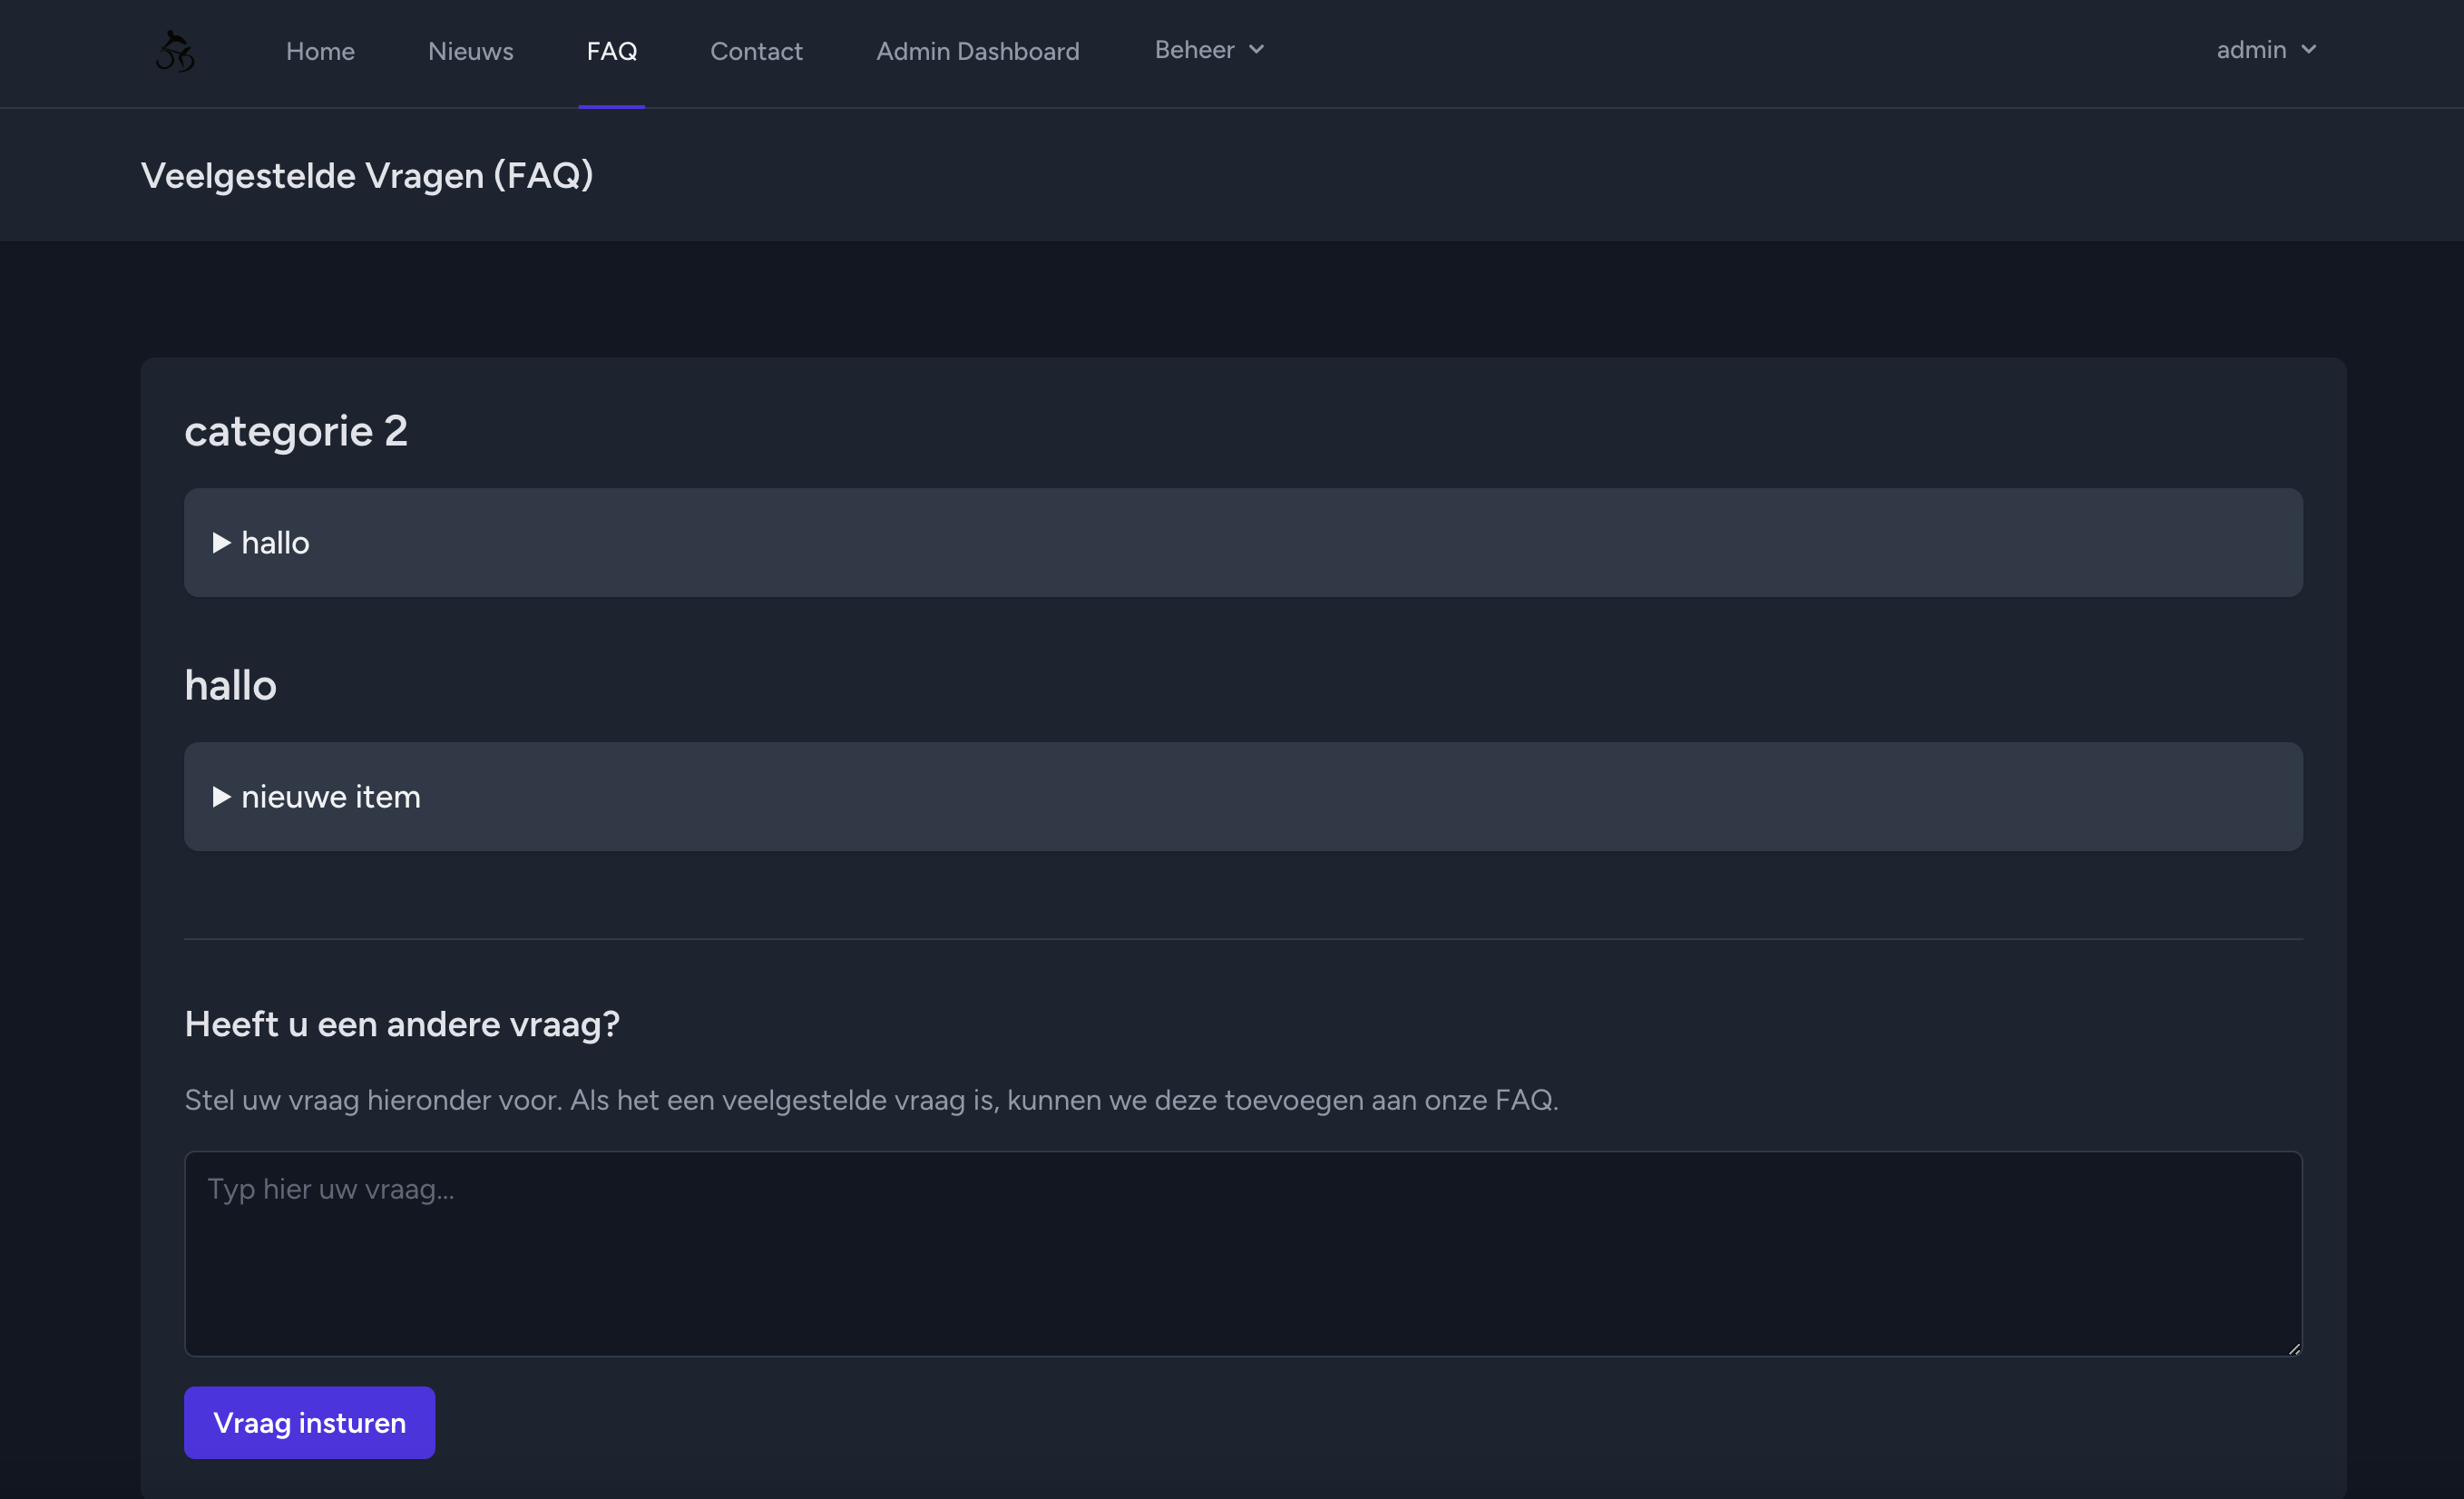 Home Nieuws FAQ Contact Admin Dashboard Beheer admin
Veelgestelde Vragen (FAQ)
categorie 2
hallo
hallo
nieuwe item
Heeft u een andere vraag?
Stel uw vraag hieronder voor. Als het een veelgestelde vraag is, kunnen we deze toevoegen aan onze FAQ.
Typ hier uw vraag...
Vraag insturen